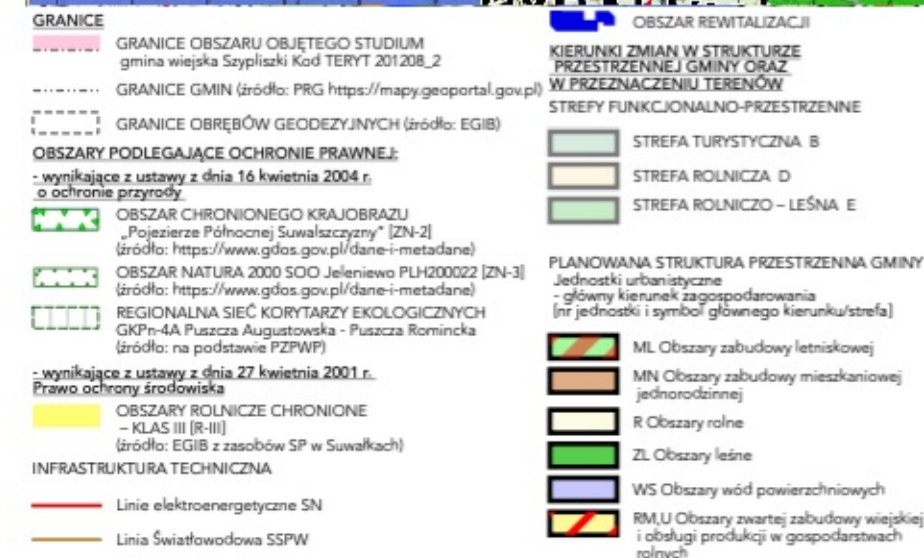 GRANICE
GRANICE OBSZARU OBJĘTEGO STUDIUM
gmina wiejska Szypliszki Kod TERYT 201208_2
GRANICE GMIN (źródło: PRG https://mapy.geoportal.gov.pl)
GRANICE OBRĘBÓW GEODEZYJNYCH (źródło: EGIB)
OBSZARY PODLEGAJĄCE OCHRONIE PRAWNEJ:
- wynikające z ustawy z dnia 16 kwietnia 2004 r.
o ochronie przyrody
OBSZAR CHRONIONEGO KRAJOBRAZU
„Pojezierze Północnej Suwalszczyzny" [ZN-2]
(źródło: https://www.gdos.gov.pl/dane-i-metadane)
OBSZAR NATURA 2000 SOO Jeleniewo PLH200022 [ZN-3]
(źródło: https://www.gdos.gov.pl/dane-i-metadane)
REGIONALNA SIEĆ KORYTARZY EKOLOGICZNYCH
GKPn-4A Puszcza Augustowska - Puszcza Romincka
(źródło: na podstawie PZPWP)
- wynikające z ustawy z dnia 27 kwietnia 2001 r.
Prawo ochrony środowiska
OBSZARY ROLNICZE CHRONIONE
– KLAS III [R-III]
(źródło: EGIB z zasobów SP w Suwałkach)
INFRASTRUKTURA TECHNICZNA
Linie elektroenergetyczne SN
Linia Światłowodowa SSPW
OBSZAR REWITALIZACJI
KIERUNKI ZMIAN W STRUKTURZE
PRZESTRZENNEJ GMINY ORAZ
W PRZEZNACZENIU TERENÓW
STREFY FUNKCJONALNO-PRZESTRZENNE
STREFA TURYSTYCZNA B
STREFA ROLNICZA D
STREFA ROLNICZO – LEŚNA E
PLANOWANA STRUKTURA PRZESTRZENNA GMINY
Jednostki urbanistyczne
- główny kierunek zagospodarowania
[nr jednostki i symbol głównego kierunku/strefa]
ML Obszary zabudowy letniskowej
MN Obszary zabudowy mieszkaniowej
jednorodzinnej
R Obszary rolne
ZL Obszary leśne
WS Obszary wód powierzchniowych
RM,U Obszary zwartej zabudowy wiejskiej
i obsługi produkcji w gospodarstwach
rolnych